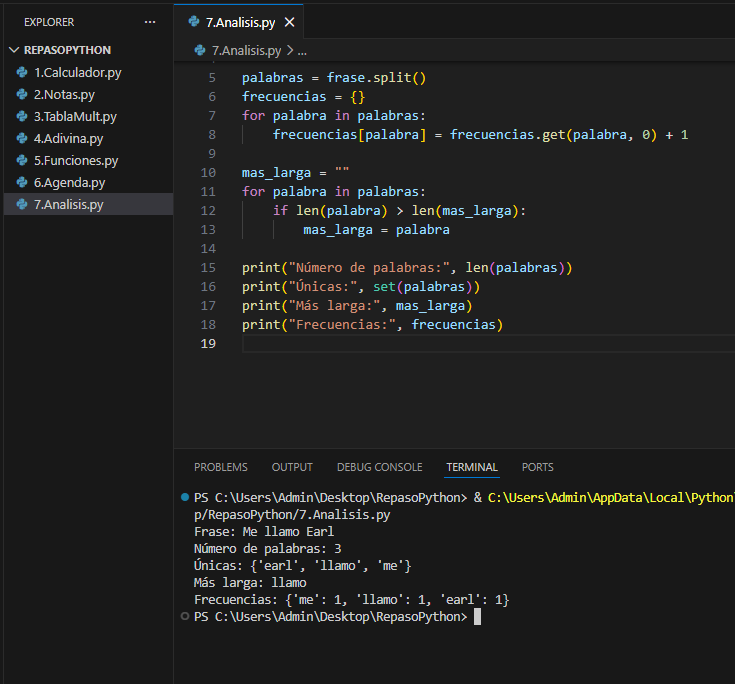 EXPLORER
...
REPASOPYTHON
1.Calculador.py
2.Notas.py
3.TablaMult.py
4.Adivina.py
5.Funciones.py
6.Agenda.py
7.Analisis.py
7.Analisis.py
7.Analisis.py > ...
5 palabras = frase.split()
6 frecuencias = {}
7 for palabra in palabras:
8     frecuencias[palabra] = frecuencias.get(palabra, 0) + 1
9
10 mas_larga = ""
11 for palabra in palabras:
12     if len(palabra) > len(mas_larga):
13         mas_larga = palabra
14
15 print("Número de palabras:", len(palabras))
16 print("Únicas:", set(palabras))
17 print("Más larga:", mas_larga)
18 print("Frecuencias:", frecuencias)
19
PROBLEMS OUTPUT DEBUG CONSOLE TERMINAL PORTS
PS C:\Users\Admin\Desktop\RepasoPython> & C:\Users\Admin\AppData\Local\Python\
p/RepasoPython/7.Analisis.py
Frase: Me llamo Earl
Número de palabras: 3
Únicas: {'earl', 'llamo', 'me'}
Más larga: llamo
Frecuencias: {'me': 1, 'llamo': 1, 'earl': 1}
PS C:\Users\Admin\Desktop\RepasoPython>